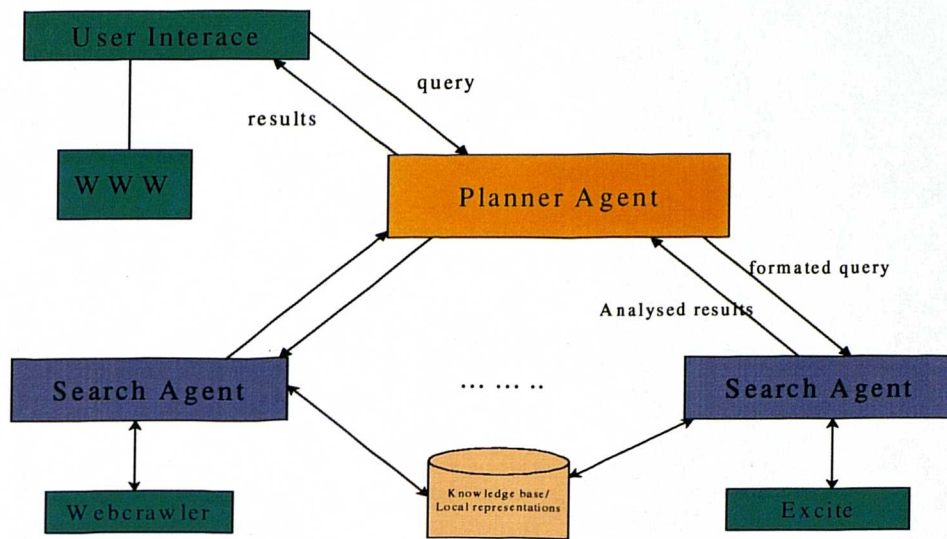 User Interace
query
results
WWW
Planner Agent
formated query
Analysed results
Search Agent
... ... ..
Search Agent
Knowledge base/
Local representations
Webcrawler
Excite